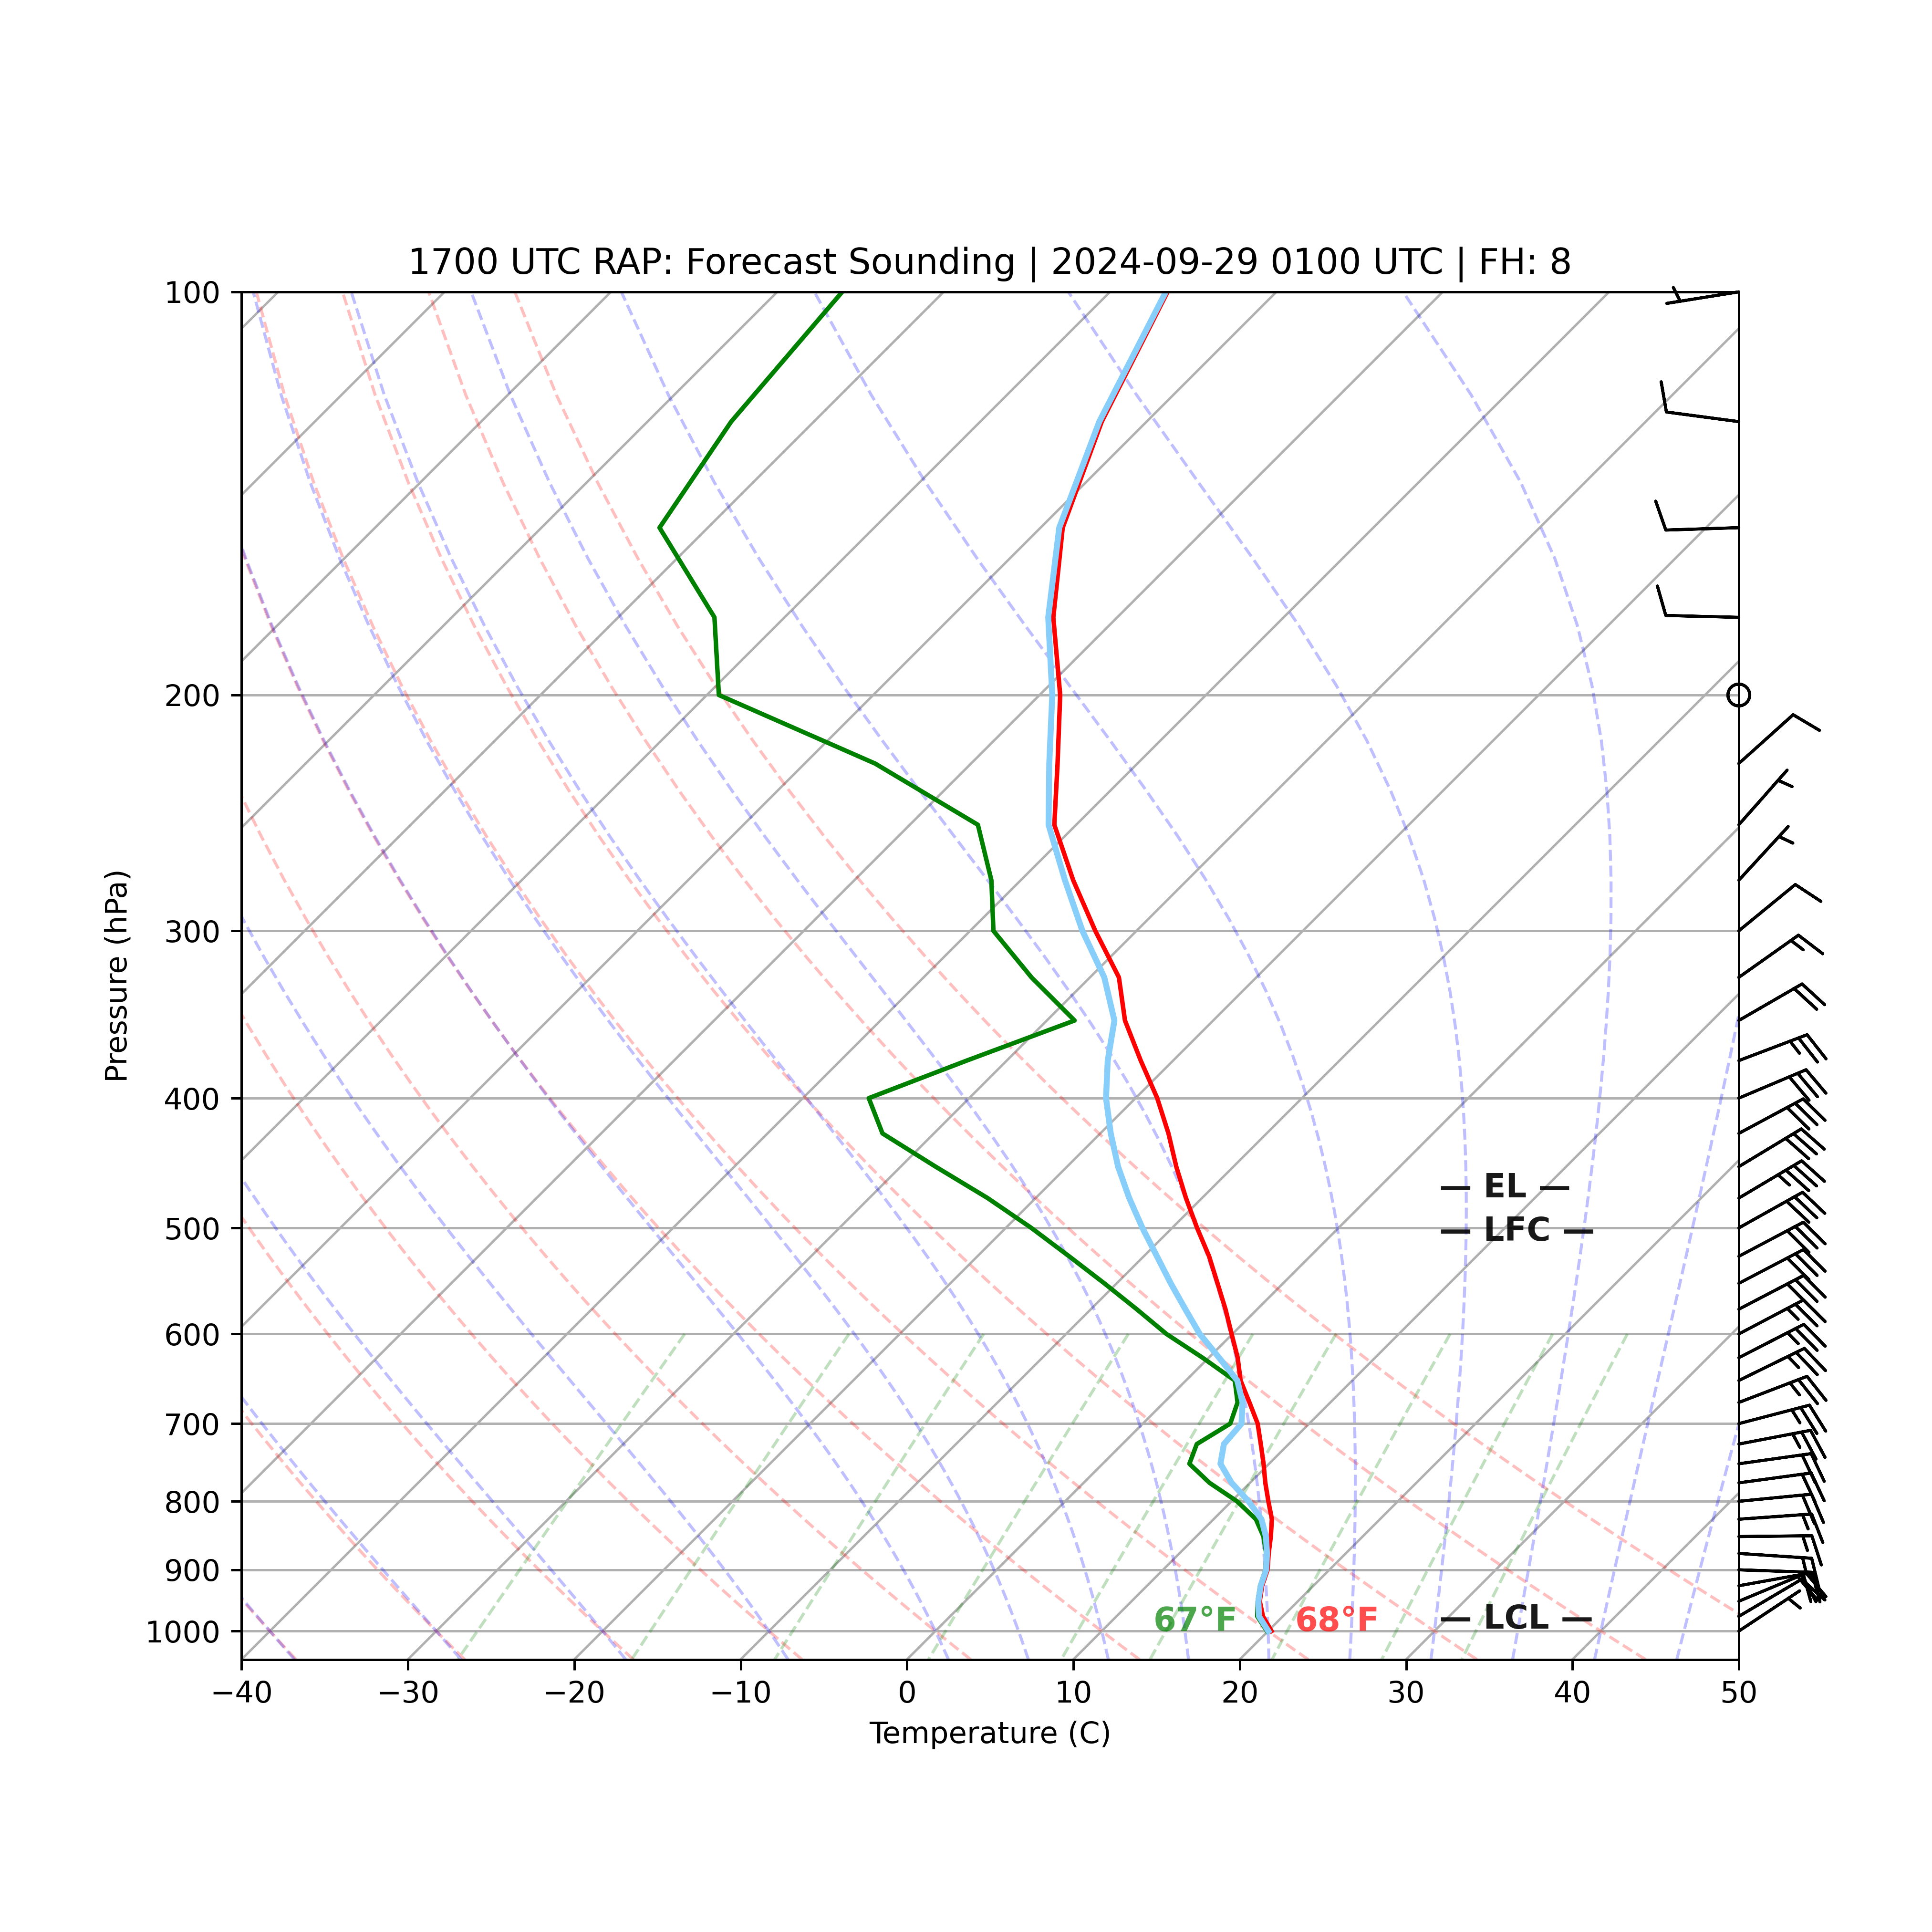 1700 UTC RAP: Forecast Sounding | 2024-09-29 0100 UTC | FH: 8
100
200
300
400
500
600
700
800
900
1000
Pressure (hPa)
— EL —
— LFC —
67°F 68°F — LCL —
−40 −30 −20 −10 0 10 20 30 40 50
Temperature (C)